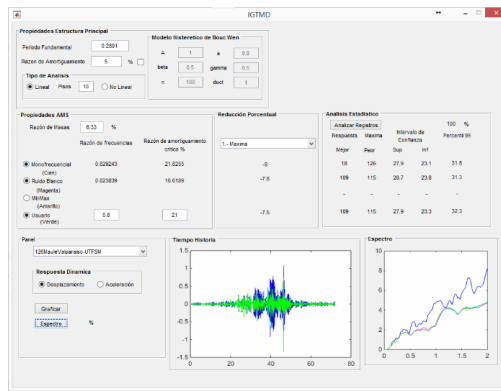 IGTMD
Propiedades Estructura Principal
Periodo Fundamental 0.2891
Razon de Amortiguamiento 5 %
Tipo de Analisis
Lineal Pisos 10 No Lineal
Modelo Histeretico de Bouc Wen
A 1 a 0.0
beta 0.5 gamma 0.5
n 100 duct 1
Propiedades AMS
Razón de Masas 6.33 %
Razón de frecuencias
Razón de amortiguamiento critica %
Monofrecuencial 0.829243 21.6255
(Cian)
Ruido Blanco 0.823839 16.6189
(Magenta)
MinMax
(Amarillo)
Usuario 0.8 21
(Verde)
Reducción Porcentual
1.- Maxima
-8
-7.8
-7.5
Analisis Estadistico
Analizar Registros 100 %
Respuesta Maxima Intervalo de Confianza Percentil 95
Mejor Peor Sup Inf
18 126 27.9 23.1 31.8
109 115 28.7 23.8 31.3
- - - - -
109 115 27.9 23.3 32.3
Panel
126MauleValparaiso-UTFSM
Respuesta Dinamica
Desplazamiento Aceleración
Graficar
Espectro %
Tiempo Historia
1.5
1
0.5
0
-0.5
-1
-1.5
0 20 40 60 80
Espectro
10
8
6
4
2
0
0 0.5 1 1.5 2